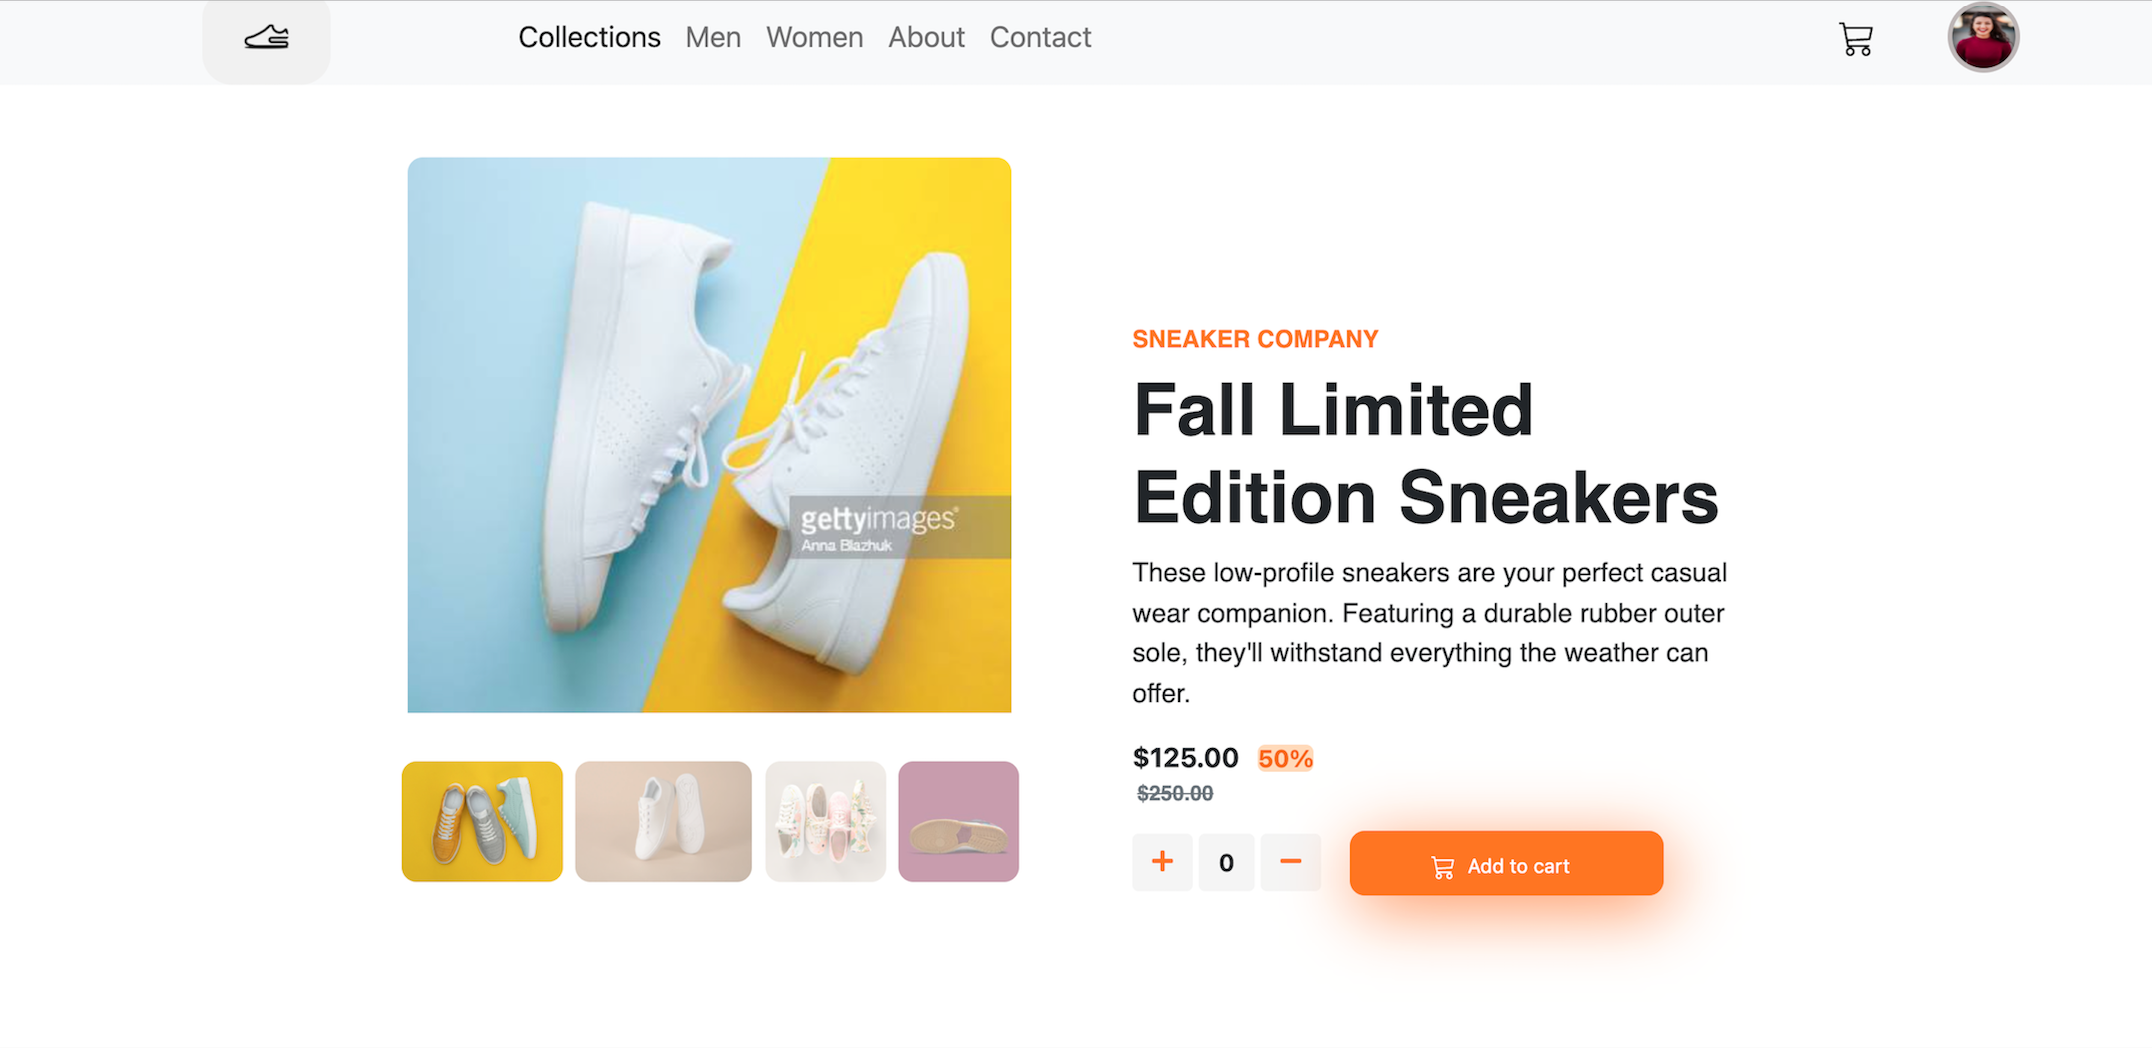 Collections Men Women About Contact
gettyimages®
Anna Blazhuk
SNEAKER COMPANY
Fall Limited
Edition Sneakers
These low-profile sneakers are your perfect casual
wear companion. Featuring a durable rubber outer
sole, they'll withstand everything the weather can
offer.
$125.00 50%
$250.00
+ 0 −
Add to cart